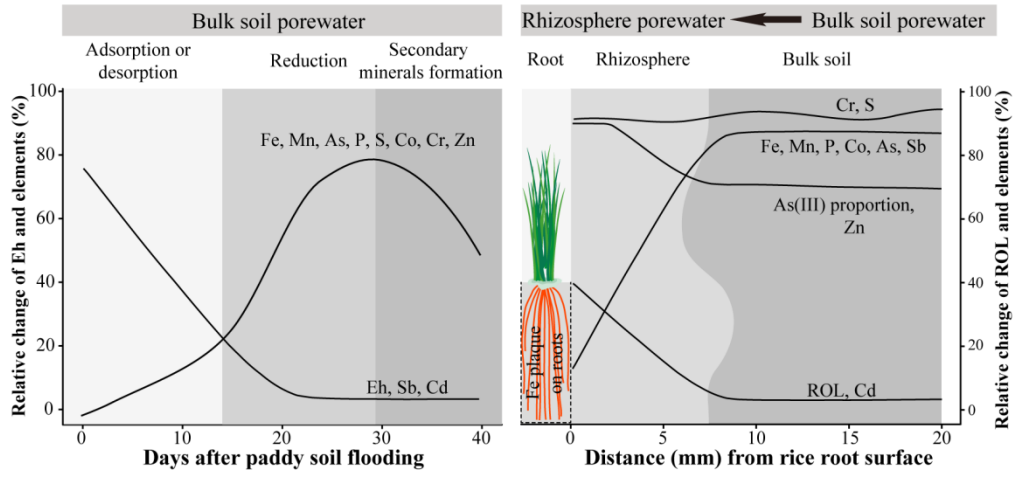 Bulk soil porewater
Adsorption or
desorption
Reduction
Secondary
minerals formation
Relative change of Eh and elements (%)
100
80
60
40
20
0
Fe, Mn, As, P, S, Co, Cr, Zn
Eh, Sb, Cd
0
10
20
30
40
Days after paddy soil flooding
Rhizosphere porewater
Bulk soil porewater
Root
Rhizosphere
Bulk soil
Cr, S
Fe, Mn, P, Co, As, Sb
As(III) proportion,
Zn
ROL, Cd
Fe plaque
on roots
100
80
60
40
20
0
Relative change of ROL and elements (%)
0
5
10
15
20
Distance (mm) from rice root surface